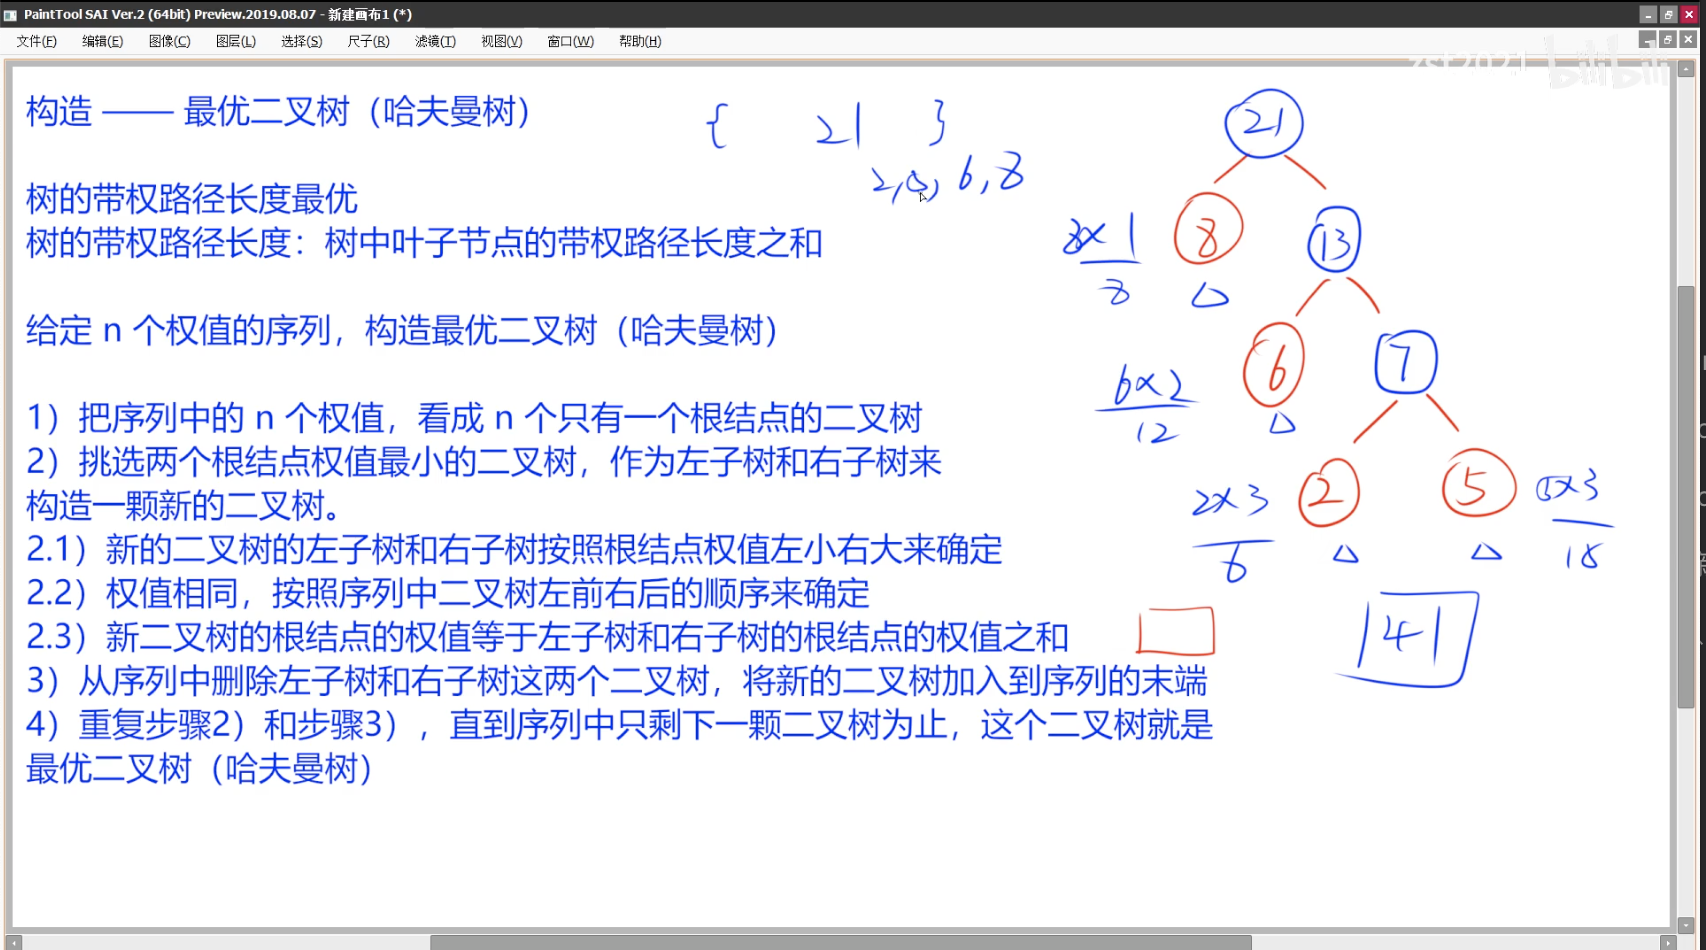 PaintTool SAI Ver.2 (64bit) Preview.2019.08.07 - 新建画布1 (*)
文件(F) 编辑(E) 图像(C) 图层(L) 选择(S) 尺子(R) 滤镜(T) 视图(V) 窗口(W) 帮助(H)
zst2021 bilibili
构造 —— 最优二叉树（哈夫曼树）
{ 21 }
2,5,6,8
树的带权路径长度最优
树的带权路径长度：树中叶子节点的带权路径长度之和
给定 n 个权值的序列，构造最优二叉树（哈夫曼树）
1）把序列中的 n 个权值，看成 n 个只有一个根结点的二叉树
2）挑选两个根结点权值最小的二叉树，作为左子树和右子树来
构造一颗新的二叉树。
2.1）新的二叉树的左子树和右子树按照根结点权值左小右大来确定
2.2）权值相同，按照序列中二叉树左前右后的顺序来确定
2.3）新二叉树的根结点的权值等于左子树和右子树的根结点的权值之和
3）从序列中删除左子树和右子树这两个二叉树，将新的二叉树加入到序列的末端
4）重复步骤2）和步骤3），直到序列中只剩下一颗二叉树为止，这个二叉树就是
最优二叉树（哈夫曼树）
21
8×1 8 13
8
6×2 6 7
12
2×3 2 5 5×3
6 15
41